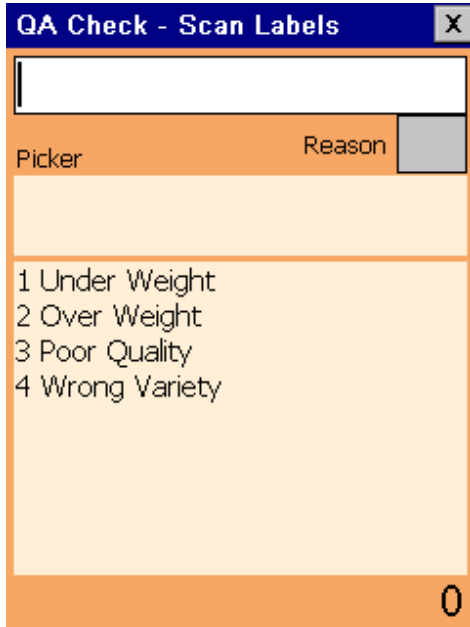 QA Check - Scan Labels X
Reason
Picker
1 Under Weight
2 Over Weight
3 Poor Quality
4 Wrong Variety
0